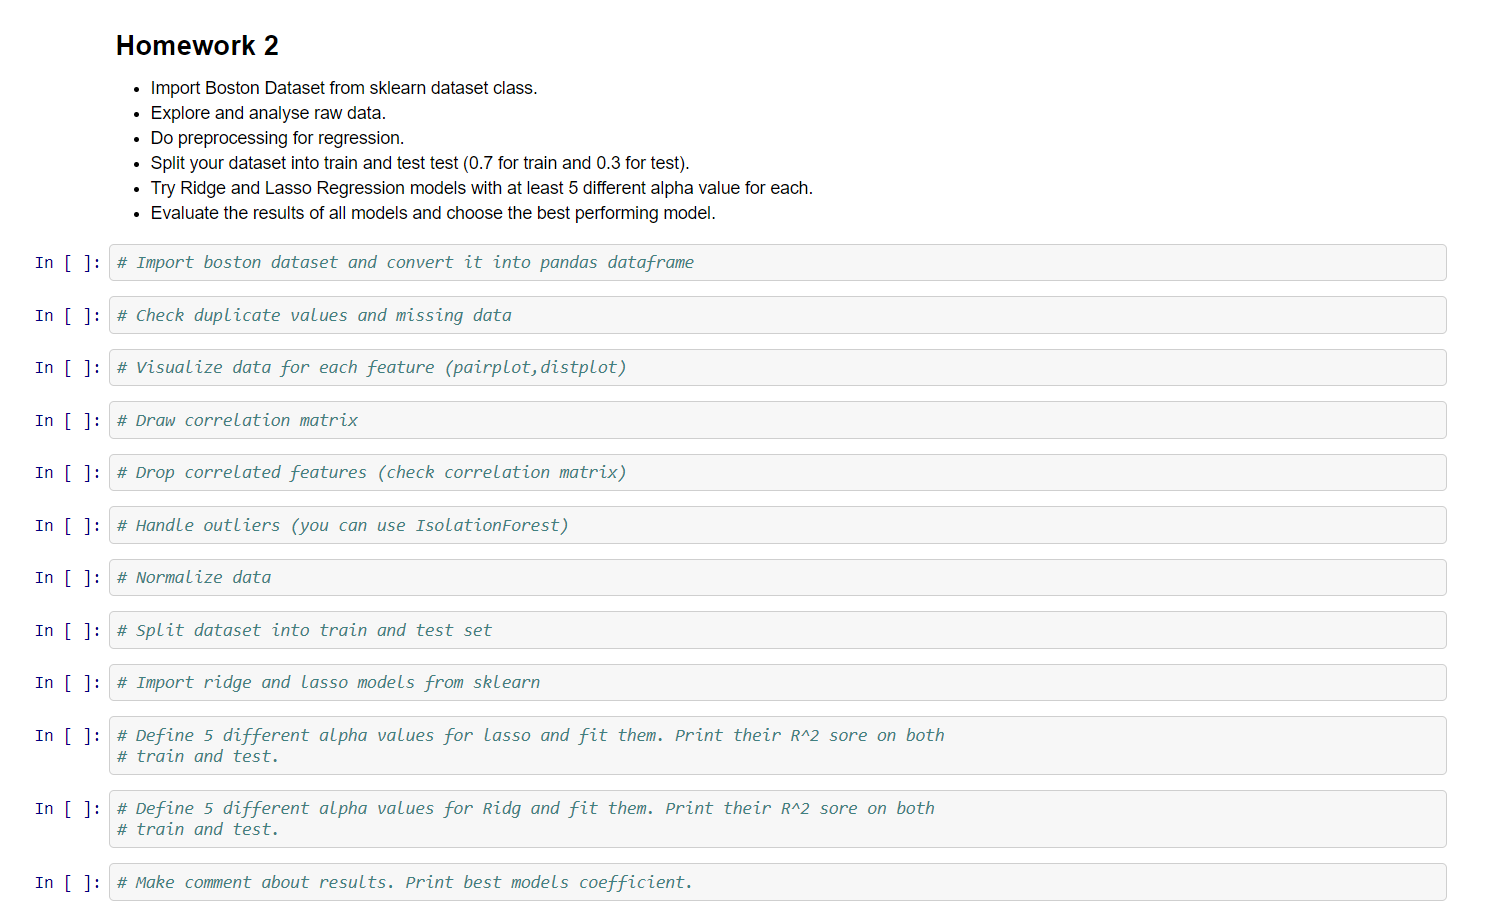 Homework 2
• Import Boston Dataset from sklearn dataset class.
• Explore and analyse raw data.
• Do preprocessing for regression.
• Split your dataset into train and test test (0.7 for train and 0.3 for test).
• Try Ridge and Lasso Regression models with at least 5 different alpha value for each.
• Evaluate the results of all models and choose the best performing model.
In [ ]: # Import boston dataset and convert it into pandas dataframe
In [ ]: # Check duplicate values and missing data
In [ ]: # Visualize data for each feature (pairplot,distplot)
In [ ]: # Draw correlation matrix
In [ ]: # Drop correlated features (check correlation matrix)
In [ ]: # Handle outliers (you can use IsolationForest)
In [ ]: # Normalize data
In [ ]: # Split dataset into train and test set
In [ ]: # Import ridge and lasso models from sklearn
In [ ]: # Define 5 different alpha values for lasso and fit them. Print their R^2 sore on both
# train and test.
In [ ]: # Define 5 different alpha values for Ridg and fit them. Print their R^2 sore on both
# train and test.
In [ ]: # Make comment about results. Print best models coefficient.